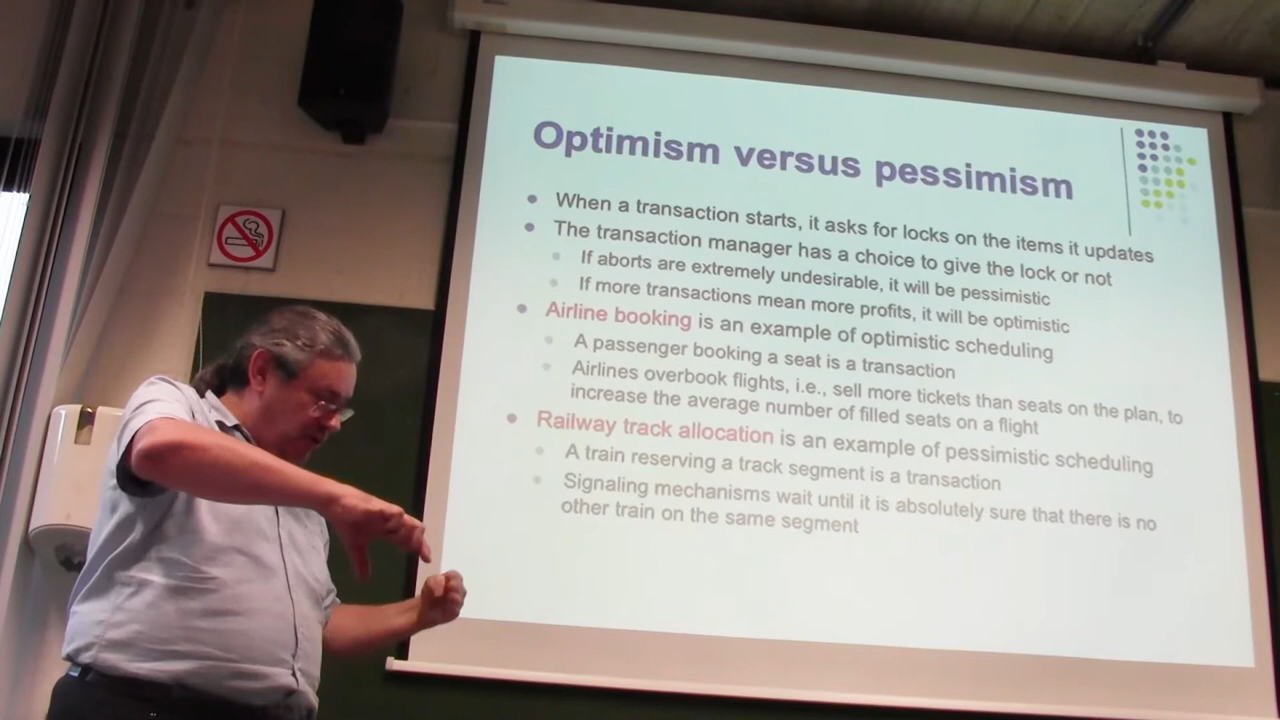 Optimism versus pessimism
When a transaction starts, it asks for locks on the items it updates
The transaction manager has a choice to give the lock or not
If aborts are extremely undesirable, it will be pessimistic
If more transactions mean more profits, it will be optimistic
Airline booking is an example of optimistic scheduling
A passenger booking a seat is a transaction
Airlines overbook flights, i.e., sell more tickets than seats on the plan, to
increase the average number of filled seats on a flight
Railway track allocation is an example of pessimistic scheduling
A train reserving a track segment is a transaction
Signaling mechanisms wait until it is absolutely sure that there is no
other train on the same segment